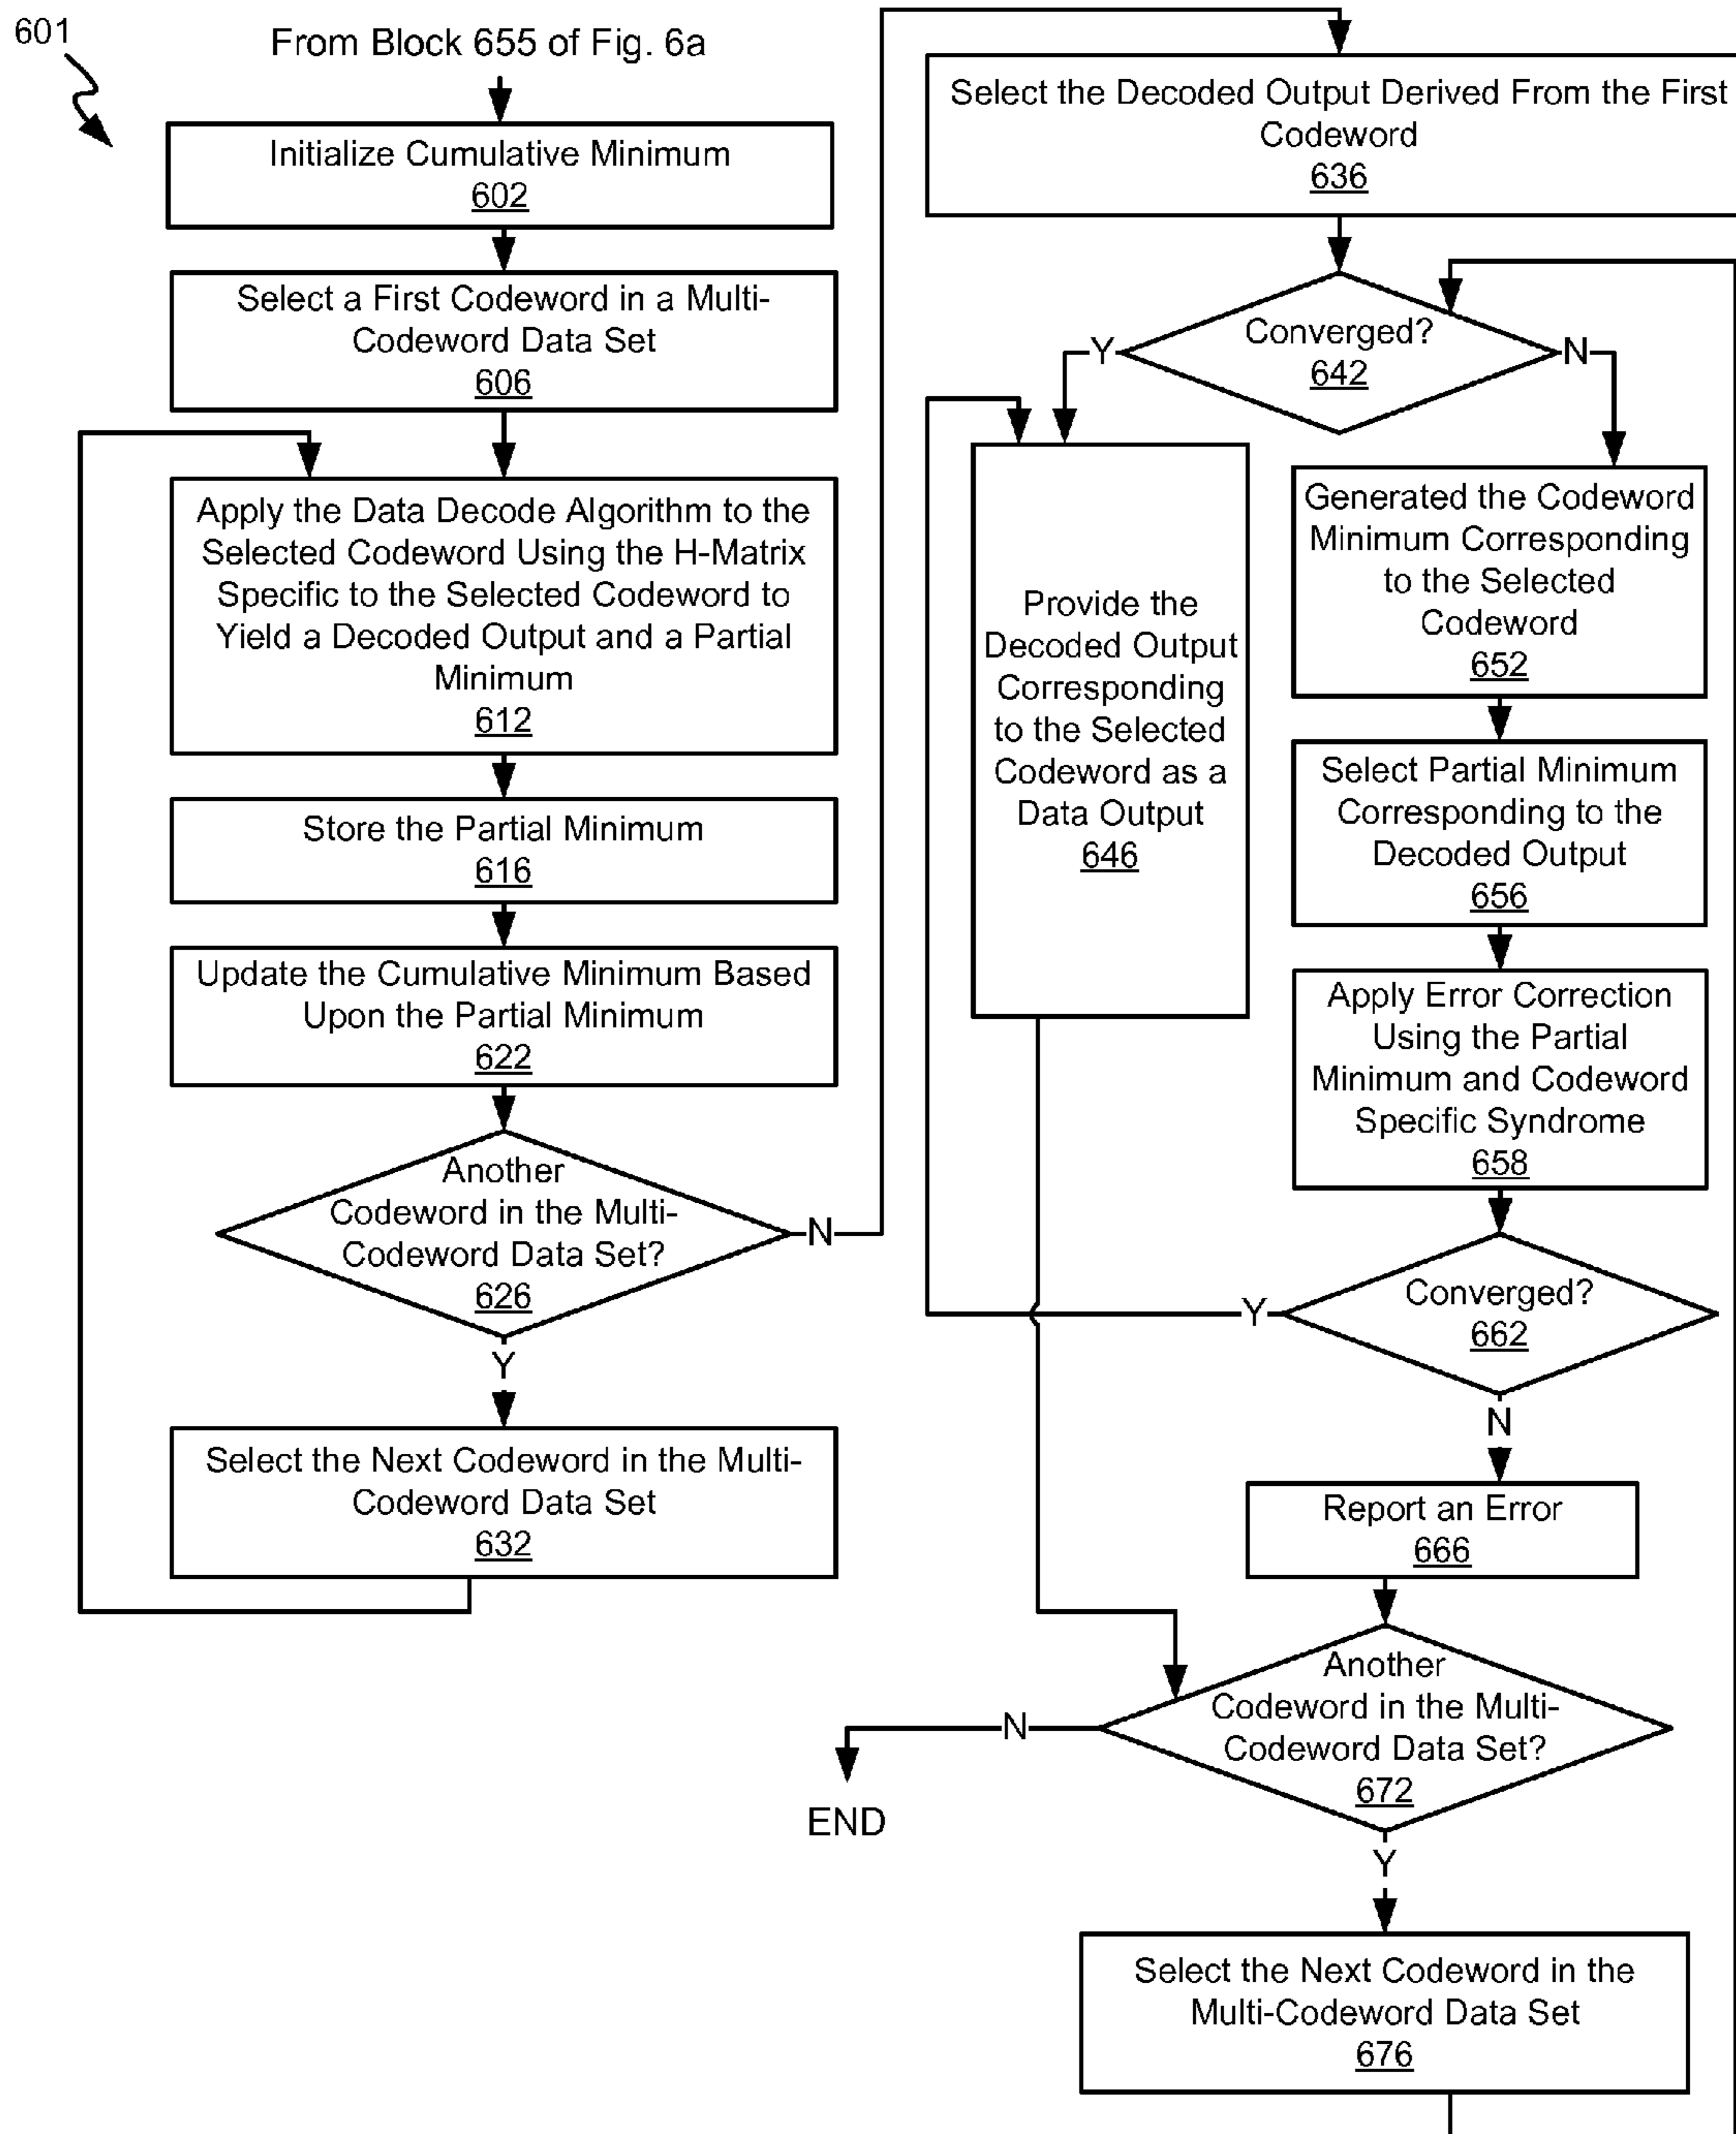 601
From Block 655 of Fig. 6a
Initialize Cumulative Minimum
602
Select a First Codeword in a Multi-
Codeword Data Set
606
Apply the Data Decode Algorithm to the
Selected Codeword Using the H-Matrix
Specific to the Selected Codeword to
Yield a Decoded Output and a Partial
Minimum
612
Store the Partial Minimum
616
Update the Cumulative Minimum Based
Upon the Partial Minimum
622
Another
Codeword in the Multi-
Codeword Data Set?
626
N
Y
Select the Next Codeword in the Multi-
Codeword Data Set
632
Select the Decoded Output Derived From the First
Codeword
636
Converged?
642
Y
N
Provide the
Decoded Output
Corresponding
to the Selected
Codeword as a
Data Output
646
Generated the Codeword
Minimum Corresponding
to the Selected
Codeword
652
Select Partial Minimum
Corresponding to the
Decoded Output
656
Apply Error Correction
Using the Partial
Minimum and Codeword
Specific Syndrome
658
Converged?
662
Y
N
Report an Error
666
Another
Codeword in the Multi-
Codeword Data Set?
672
N
END
Y
Select the Next Codeword in the
Multi-Codeword Data Set
676